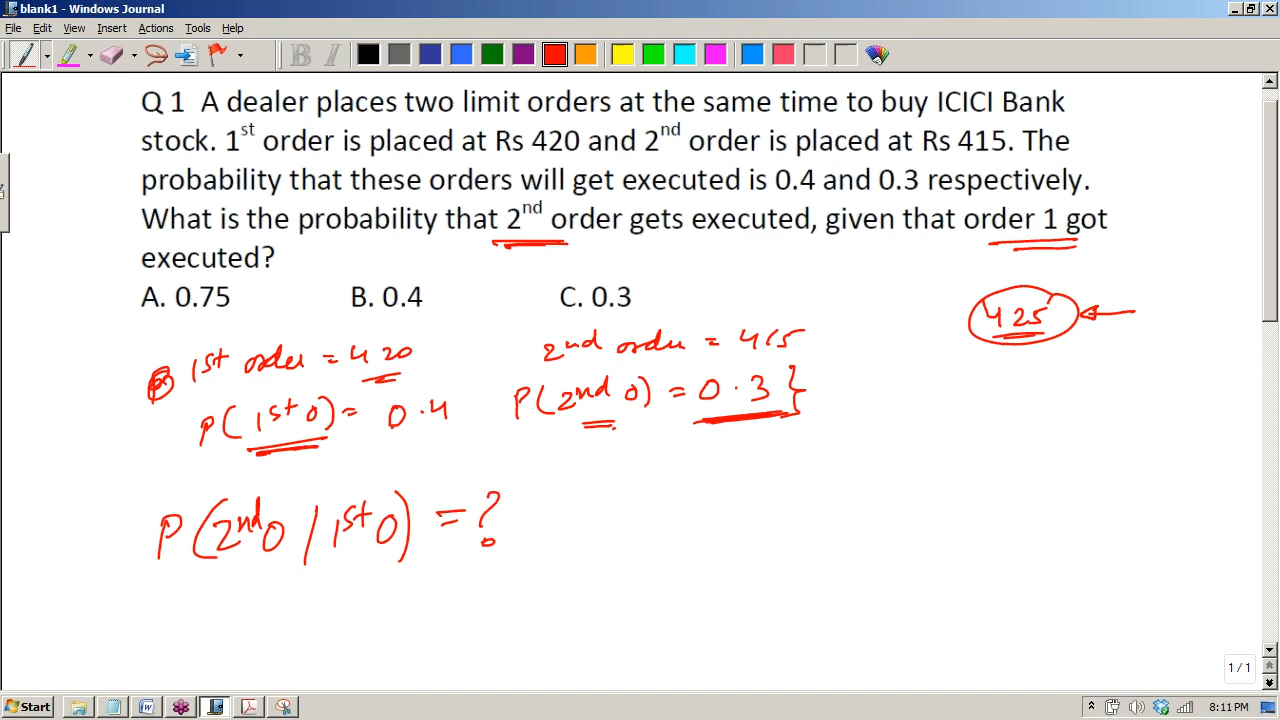 blank1 - Windows Journal
File Edit View Insert Actions Tools Help
Q 1 A dealer places two limit orders at the same time to buy ICICI Bank
stock. 1st order is placed at Rs 420 and 2nd order is placed at Rs 415. The
probability that these orders will get executed is 0.4 and 0.3 respectively.
What is the probability that 2nd order gets executed, given that order 1 got
executed?
A. 0.75 B. 0.4 C. 0.3
425
1st order = 420 2nd order = 415
P(1st O) = 0.4 P(2nd O) = 0.3 }
P(2nd O / 1st O) = ?
1 / 1
Start 8:11 PM